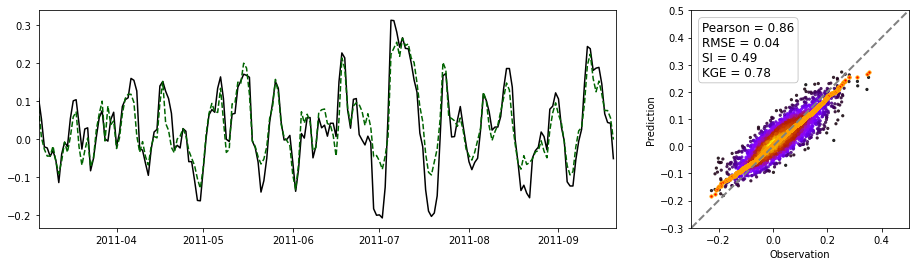 0.3
0.2
0.1
0.0
−0.1
−0.2
2011-04 2011-05 2011-06 2011-07 2011-08 2011-09
Pearson = 0.86
RMSE = 0.04
SI = 0.49
KGE = 0.78
0.5
0.4
0.3
0.2
0.1
0.0
−0.1
−0.2
−0.3
Prediction
−0.2 0.0 0.2 0.4
Observation